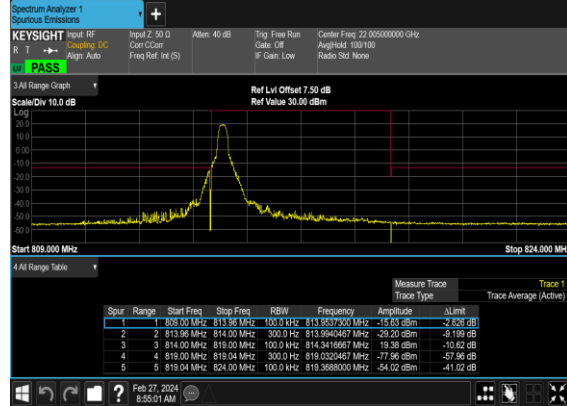 Spectrum Analyzer 1
Spurious Emissions
KEYSIGHT Input: RF Input Z: 50 Ω Atten: 40 dB Trig: Free Run Center Freq: 22.005000000 GHz
R T Coupling: DC Corr CCorr Gate: Off Avg|Hold: 100/100
Align: Auto Freq Ref: Int (S) IF Gain: Low Radio Std: None
PASS
3 All Range Graph
Ref Lvl Offset 7.50 dB
Scale/Div 10.0 dB Ref Value 30.00 dBm
Log
20.0
10.0
0.00
-10.0
-20.0
-30.0
-40.0
-50.0
-60.0
Start 809.000 MHz Stop 824.000 MH
4 All Range Table
Measure Trace Trace 1
Trace Type Trace Average (Active)
Spur Range Start Freq Stop Freq RBW Frequency Amplitude ΔLimit
1 1 809.00 MHz 813.96 MHz 100.0 kHz 813.9537300 MHz -15.63 dBm -2.626 dB
2 2 813.96 MHz 814.00 MHz 300.0 Hz 813.9940467 MHz -29.20 dBm -9.199 dB
3 3 814.00 MHz 819.00 MHz 100.0 kHz 814.3416667 MHz 19.38 dBm -10.62 dB
4 4 819.00 MHz 819.04 MHz 300.0 Hz 819.0320467 MHz -77.96 dBm -57.96 dB
5 5 819.04 MHz 824.00 MHz 100.0 kHz 819.3688000 MHz -54.02 dBm -41.02 dB
Feb 27, 2024
8:55:01 AM